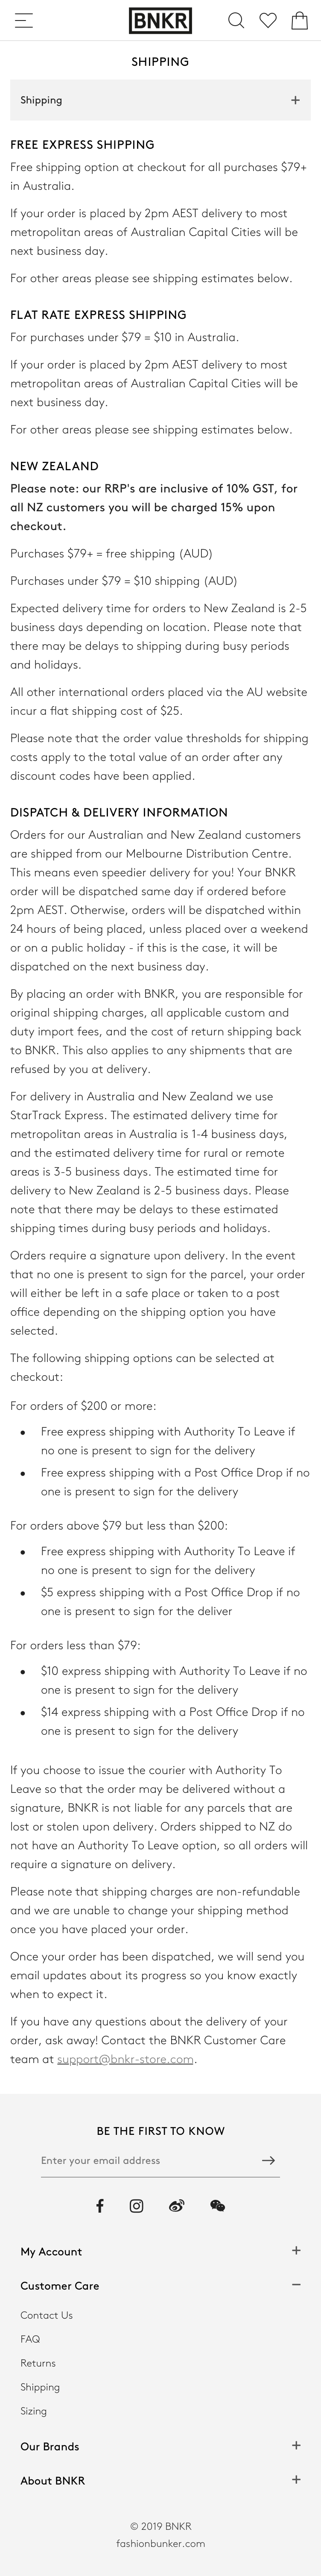 BNKR
SHIPPING
Shipping
FREE EXPRESS SHIPPING
Free shipping option at checkout for all purchases $79+
in Australia.
If your order is placed by 2pm AEST delivery to most
metropolitan areas of Australian Capital Cities will be
next business day.
For other areas please see shipping estimates below.
FLAT RATE EXPRESS SHIPPING
For purchases under $79 = $10 in Australia.
If your order is placed by 2pm AEST delivery to most
metropolitan areas of Australian Capital Cities will be
next business day.
For other areas please see shipping estimates below.
NEW ZEALAND
Please note: our RRP's are inclusive of 10% GST, for
all NZ customers you will be charged 15% upon
checkout.
Purchases $79+ = free shipping (AUD)
Purchases under $79 = $10 shipping (AUD)
Expected delivery time for orders to New Zealand is 2-5
business days depending on location. Please note that
there may be delays to shipping during busy periods
and holidays.
All other international orders placed via the AU website
incur a flat shipping cost of $25.
Please note that the order value thresholds for shipping
costs apply to the total value of an order after any
discount codes have been applied.
DISPATCH & DELIVERY INFORMATION
Orders for our Australian and New Zealand customers
are shipped from our Melbourne Distribution Centre.
This means even speedier delivery for you! Your BNKR
order will be dispatched same day if ordered before
2pm AEST. Otherwise, orders will be dispatched within
24 hours of being placed, unless placed over a weekend
or on a public holiday - if this is the case, it will be
dispatched on the next business day.
By placing an order with BNKR, you are responsible for
original shipping charges, all applicable custom and
duty import fees, and the cost of return shipping back
to BNKR. This also applies to any shipments that are
refused by you at delivery.
For delivery in Australia and New Zealand we use
StarTrack Express. The estimated delivery time for
metropolitan areas in Australia is 1-4 business days,
and the estimated delivery time for rural or remote
areas is 3-5 business days. The estimated time for
delivery to New Zealand is 2-5 business days. Please
note that there may be delays to these estimated
shipping times during busy periods and holidays.
Orders require a signature upon delivery. In the event
that no one is present to sign for the parcel, your order
will either be left in a safe place or taken to a post
office depending on the shipping option you have
selected.
The following shipping options can be selected at
checkout:
For orders of $200 or more:
• Free express shipping with Authority To Leave if
no one is present to sign for the delivery
• Free express shipping with a Post Office Drop if no
one is present to sign for the delivery
For orders above $79 but less than $200:
• Free express shipping with Authority To Leave if
no one is present to sign for the delivery
• $5 express shipping with a Post Office Drop if no
one is present to sign for the deliver
For orders less than $79:
• $10 express shipping with Authority To Leave if no
one is present to sign for the delivery
• $14 express shipping with a Post Office Drop if no
one is present to sign for the delivery
If you choose to issue the courier with Authority To
Leave so that the order may be delivered without a
signature, BNKR is not liable for any parcels that are
lost or stolen upon delivery. Orders shipped to NZ do
not have an Authority To Leave option, so all orders will
require a signature on delivery.
Please note that shipping charges are non-refundable
and we are unable to change your shipping method
once you have placed your order.
Once your order has been dispatched, we will send you
email updates about its progress so you know exactly
when to expect it.
If you have any questions about the delivery of your
order, ask away! Contact the BNKR Customer Care
team at support@bnkr-store.com.
BE THE FIRST TO KNOW
Enter your email address
My Account
Customer Care
Contact Us
FAQ
Returns
Shipping
Sizing
Our Brands
About BNKR
© 2019 BNKR
fashionbunker.com